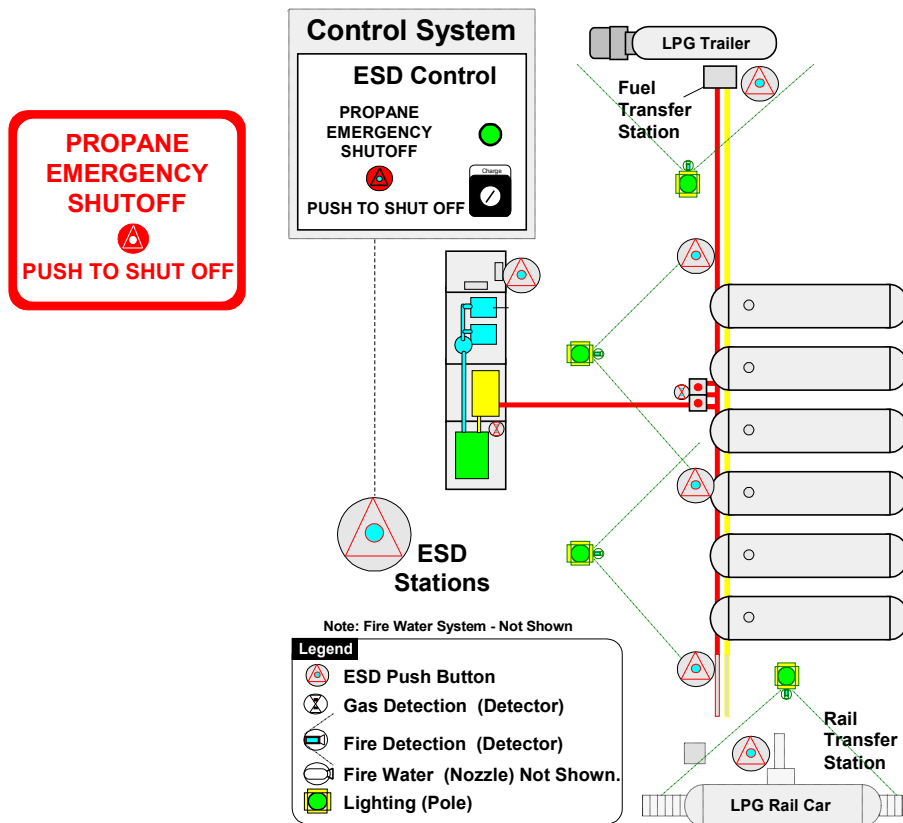 Control System
ESD Control
PROPANE
EMERGENCY
SHUTOFF
PUSH TO SHUT OFF
Charge
PROPANE
EMERGENCY
SHUTOFF
PUSH TO SHUT OFF
LPG Trailer
Fuel
Transfer
Station
ESD
Stations
Note: Fire Water System - Not Shown
Legend
ESD Push Button
Gas Detection (Detector)
Fire Detection (Detector)
Fire Water (Nozzle) Not Shown.
Lighting (Pole)
Rail
Transfer
Station
LPG Rail Car